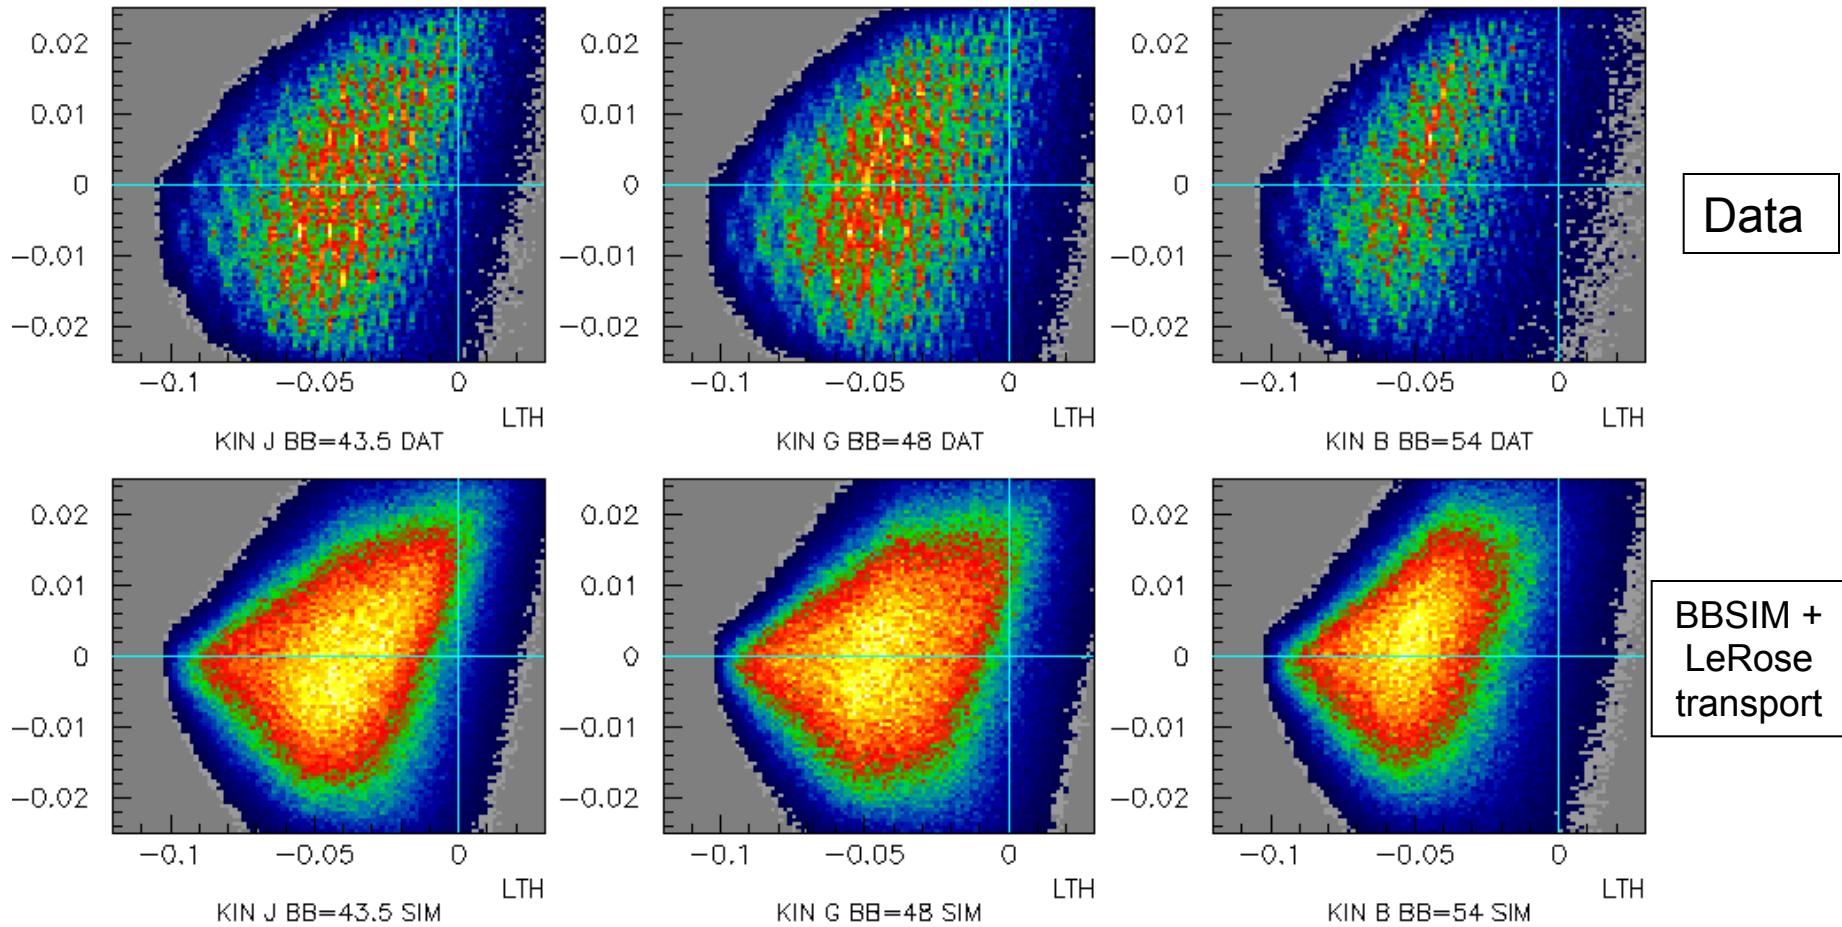 0.02
0.01
0
−0.01
−0.02
−0.1 −0.05 0
LTH
KIN J BB=43.5 DAT
0.02
0.01
0
−0.01
−0.02
−0.1 −0.05 0
LTH
KIN G BB=48 DAT
0.02
0.01
0
−0.01
−0.02
−0.1 −0.05 0
LTH
KIN B BB=54 DAT
Data
0.02
0.01
0
−0.01
−0.02
−0.1 −0.05 0
LTH
KIN J BB=43.5 SIM
0.02
0.01
0
−0.01
−0.02
−0.1 −0.05 0
LTH
KIN G BB=48 SIM
0.02
0.01
0
−0.01
−0.02
−0.1 −0.05 0
LTH
KIN B BB=54 SIM
BBSIM +
LeRose
transport